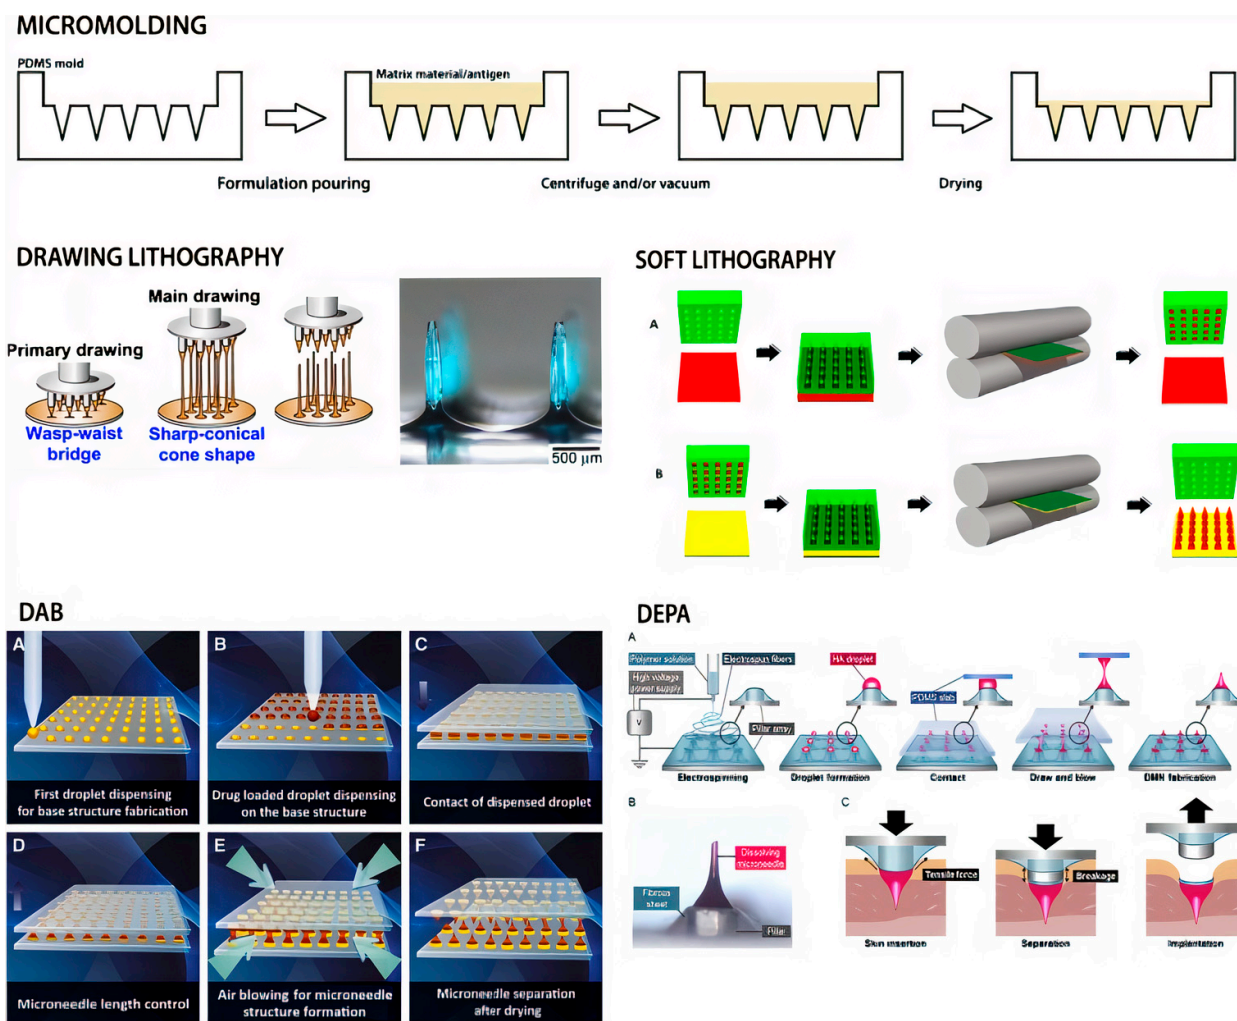 MICROMOLDING
PDMS mold
Matrix material/antigen
Formulation pouring
Centrifuge and/or vacuum
Drying
DRAWING LITHOGRAPHY
Main drawing
Primary drawing
Wasp-waist
bridge
Sharp-conical
cone shape
500 μm
SOFT LITHOGRAPHY
A
B
DAB
A
First droplet dispensing
for base structure fabrication
B
Drug loaded droplet dispensing
on the base structure
C
Contact of dispensed droplet
D
Microneedle length control
E
Air blowing for microneedle
structure formation
F
Microneedle separation
after drying
DEPA
A
Polymer solution
Electrospun fibers
High voltage
power supply
V
Pillar array
HA droplet
PDMS slab
Electrospinning
Droplet formation
Contact
Draw and blow
DMN fabrication
B
Dissolving
microneedle
Fibrous
sheet
Pillar
C
Tensile force
Breakage
Skin insertion
Separation
Implantation